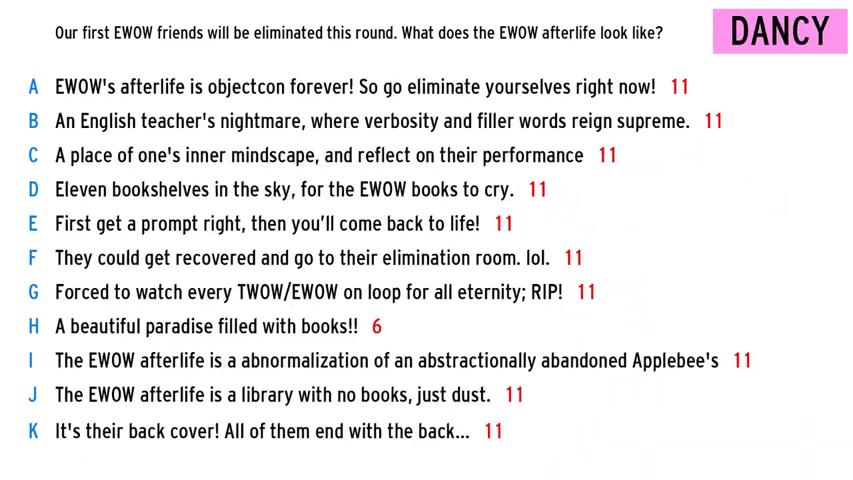 Our first EWOW friends will be eliminated this round. What does the EWOW afterlife look like?
DANCY
A EWOW's afterlife is objectcon forever! So go eliminate yourselves right now! 11
B An English teacher's nightmare, where verbosity and filler words reign supreme. 11
C A place of one's inner mindscape, and reflect on their performance 11
D Eleven bookshelves in the sky, for the EWOW books to cry. 11
E First get a prompt right, then you'll come back to life! 11
F They could get recovered and go to their elimination room. lol. 11
G Forced to watch every TWOW/EWOW on loop for all eternity; RIP! 11
H A beautiful paradise filled with books!! 6
I The EWOW afterlife is a abnormalization of an abstractionally abandoned Applebee's 11
J The EWOW afterlife is a library with no books, just dust. 11
K It's their back cover! All of them end with the back... 11